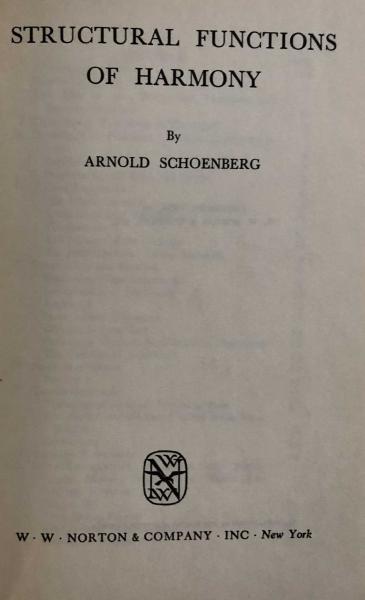 STRUCTURAL FUNCTIONS
OF HARMONY
By
ARNOLD SCHOENBERG
W · W · NORTON & COMPANY · INC · New York